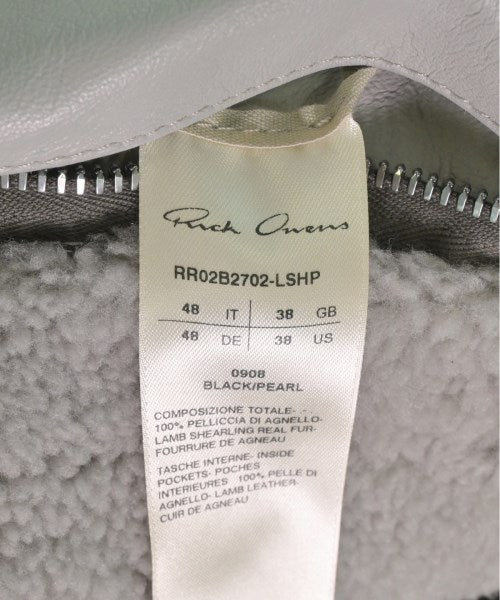 Rick Owens
RR02B2702-LSHP
48 IT 38 GB
48 DE 38 US
0908
BLACK/PEARL
COMPOSIZIONE TOTALE- -
100% PELLICCIA DI AGNELLO-
LAMB SHEARLING REAL FUR-
FOURRURE DE AGNEAU
TASCHE INTERNE- INSIDE
POCKETS- POCHES
INTERIEURES 100% PELLE DI
AGNELLO- LAMB LEATHER-
CUIR DE AGNEAU